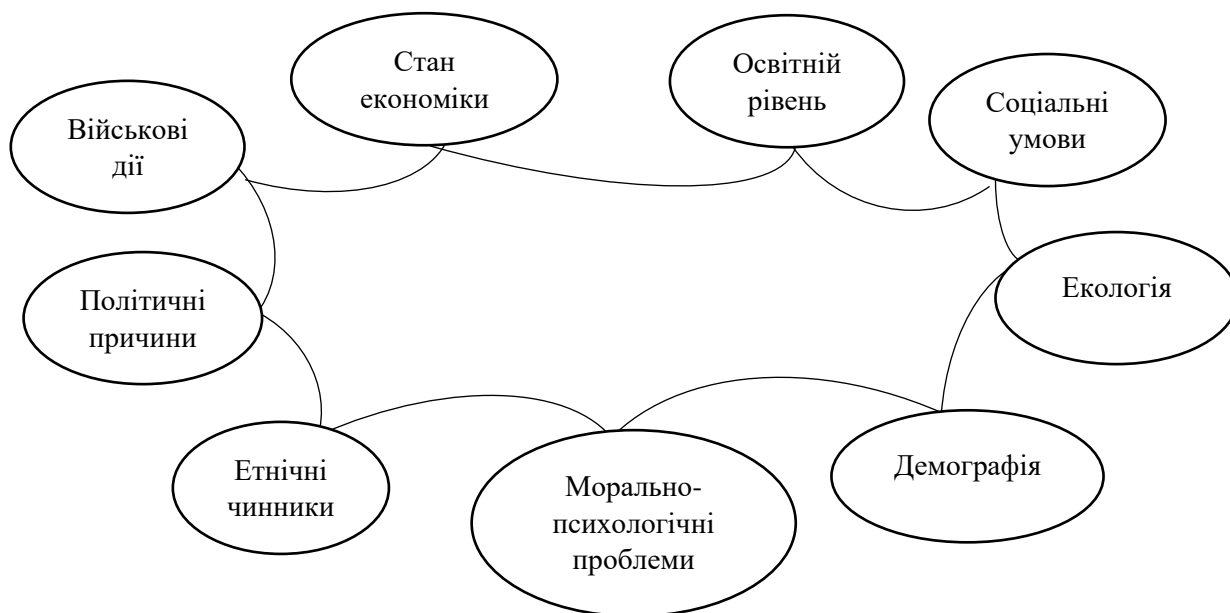 Стан
економіки
Освітній
рівень
Соціальні
умови
Військові
дії
Екологія
Політичні
причини
Демографія
Етнічні
чинники
Морально-
психологічні
проблеми